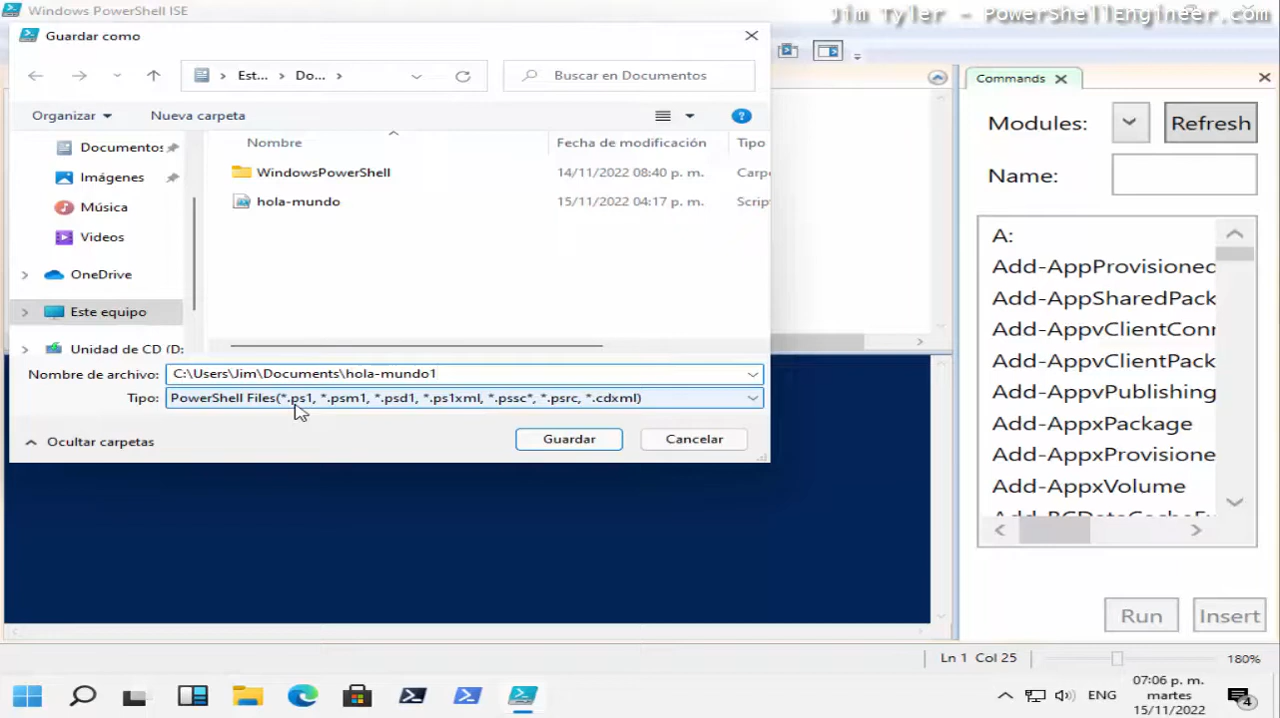 Windows PowerShell ISE
Jim Tyler - PowerShellEngineer.com
Guardar como
Est... Do...
Buscar en Documentos
Organizar
Nueva carpeta
Documentos
Imágenes
Música
Videos
OneDrive
Este equipo
Unidad de CD (D:
Nombre Fecha de modificación Tipo
WindowsPowerShell 14/11/2022 08:40 p. m. Carpe
hola-mundo 15/11/2022 04:17 p. m. Scrip
Nombre de archivo: C:\Users\Jim\Documents\hola-mundo1
Tipo: PowerShell Files(*.ps1, *.psm1, *.psd1, *.ps1xml, *.pssc*, *.psrc, *.cdxml)
Ocultar carpetas
Guardar
Cancelar
Commands
Modules:
Refresh
Name:
A:
Add-AppProvisioned
Add-AppSharedPack
Add-AppvClientConn
Add-AppvClientPack
Add-AppvPublishing
Add-AppxPackage
Add-AppxProvisione
Add-AppxVolume
Run
Insert
Ln 1 Col 25
180%
ENG
07:06 p. m.
martes
15/11/2022
4